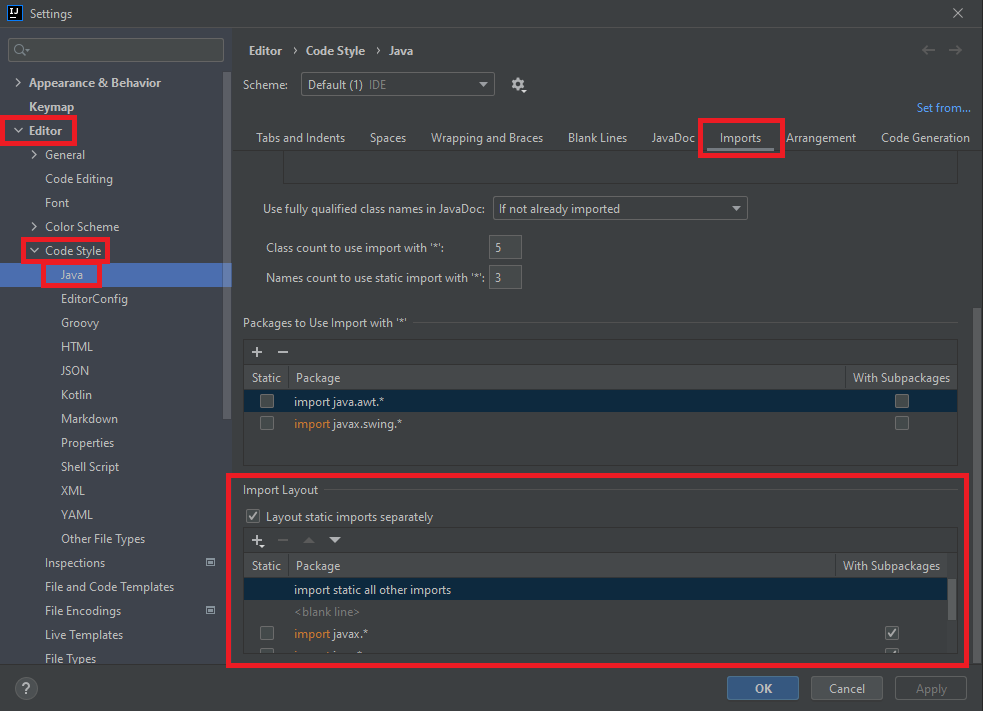 IJ
Settings
Appearance & Behavior
Keymap
Editor
General
Code Editing
Font
Color Scheme
Code Style
Java
EditorConfig
Groovy
HTML
JSON
Kotlin
Markdown
Properties
Shell Script
XML
YAML
Other File Types
Inspections
File and Code Templates
File Encodings
Live Templates
File Types
?
Editor › Code Style › Java
Scheme: Default (1) IDE
Set from...
Tabs and Indents Spaces Wrapping and Braces Blank Lines JavaDoc Imports Arrangement Code Generation
Use fully qualified class names in JavaDoc: If not already imported
Class count to use import with '*': 5
Names count to use static import with '*': 3
Packages to Use Import with '*'
Static Package With Subpackages
import java.awt.*
import javax.swing.*
Import Layout
Layout static imports separately
Static Package With Subpackages
import static all other imports
<blank line>
import javax.*
OK Cancel Apply